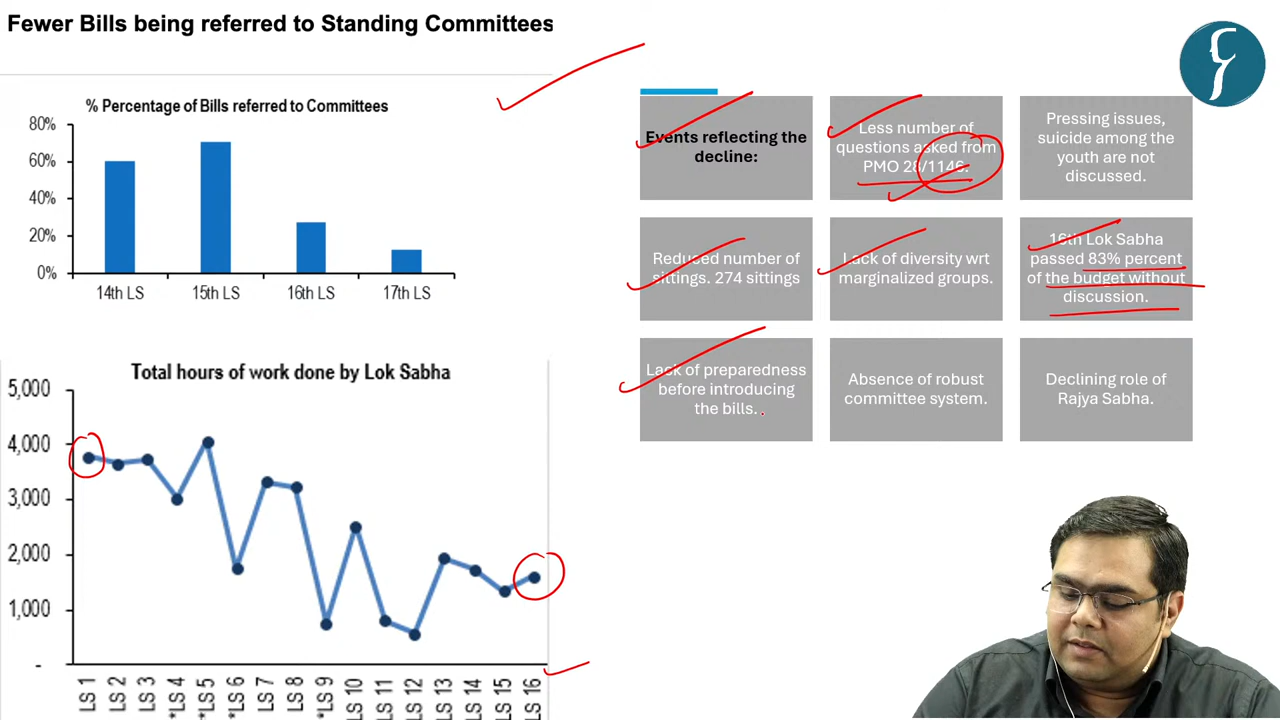 Fewer Bills being referred to Standing Committees
% Percentage of Bills referred to Committees
80%
60%
40%
20%
0%
14th LS
15th LS
16th LS
17th LS
Total hours of work done by Lok Sabha
5,000
4,000
3,000
2,000
1,000
-
LS 1
LS 2
LS 3
*LS 4
*LS 5
*LS 6
LS 7
LS 8
*LS 9
LS 10
LS 11
LS 12
LS 13
LS 14
LS 15
LS 16
Events reflecting the
decline:
Less number of
questions asked from
PMO 28/1146.
Pressing issues,
suicide among the
youth are not
discussed.
Reduced number of
sittings. 274 sittings
Lack of diversity wrt
marginalized groups.
16th Lok Sabha
passed 83% percent
of the budget without
discussion.
Lack of preparedness
before introducing
the bills.
Absence of robust
committee system.
Declining role of
Rajya Sabha.